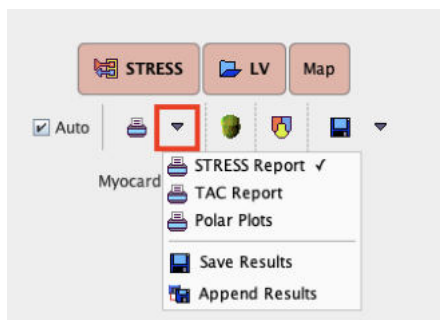 STRESS LV Map
Auto
STRESS Report ✓
Myocard
TAC Report
Polar Plots
Save Results
Append Results